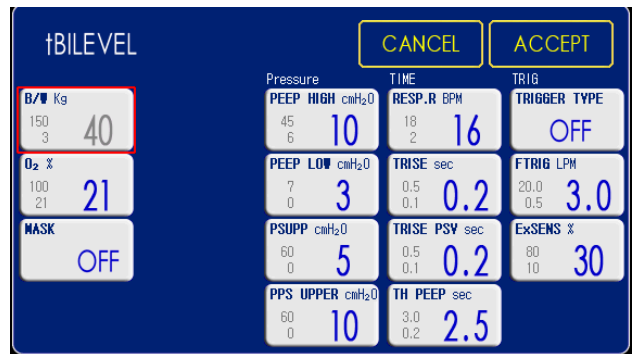 tBILEVEL
CANCEL
ACCEPT
Pressure
TIME
TRIG
B/W Kg
150
3
40
PEEP HIGH cmH₂O
45
6
10
RESP.R BPM
18
2
16
TRIGGER TYPE
OFF
O₂ %
100
21
21
PEEP LOW cmH₂O
7
0
3
TRISE sec
0.5
0.1
0.2
FTRIG LPM
20.0
0.5
3.0
MASK
OFF
PSUPP cmH₂O
60
0
5
TRISE PSV sec
0.5
0.1
0.2
ExSENS %
80
10
30
PPS UPPER cmH₂O
60
0
10
TH PEEP sec
3.0
0.2
2.5